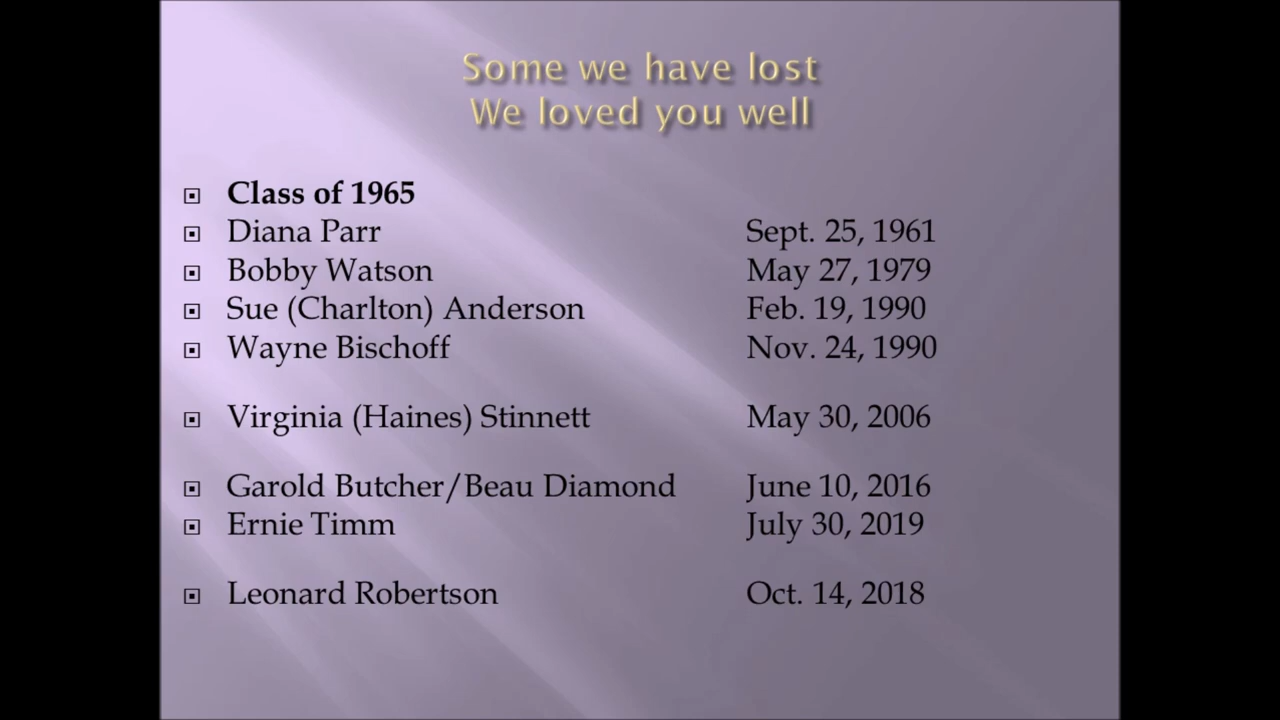 Some we have lost
We loved you well
Class of 1965
Diana Parr Sept. 25, 1961
Bobby Watson May 27, 1979
Sue (Charlton) Anderson Feb. 19, 1990
Wayne Bischoff Nov. 24, 1990
Virginia (Haines) Stinnett May 30, 2006
Garold Butcher/Beau Diamond June 10, 2016
Ernie Timm July 30, 2019
Leonard Robertson Oct. 14, 2018